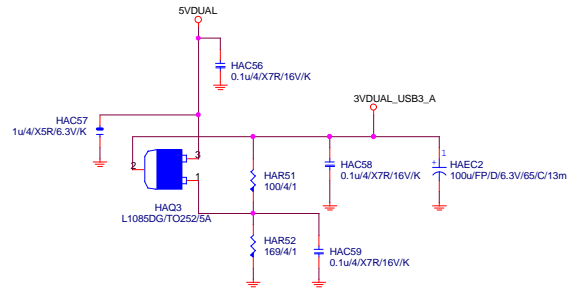 5VDUAL
HAC56
0.1u/4/X7R/16V/K
3VDUAL_USB3_A
HAC57
1u/4/X5R/6.3V/K
3
2
1
HAQ3
L1085DG/TO252/5A
HAR51
100/4/1
HAC58
0.1u/4/X7R/16V/K
1
+
HAEC2
100u/FP/D/6.3V/65/C/13m
HAR52
169/4/1
HAC59
0.1u/4/X7R/16V/K